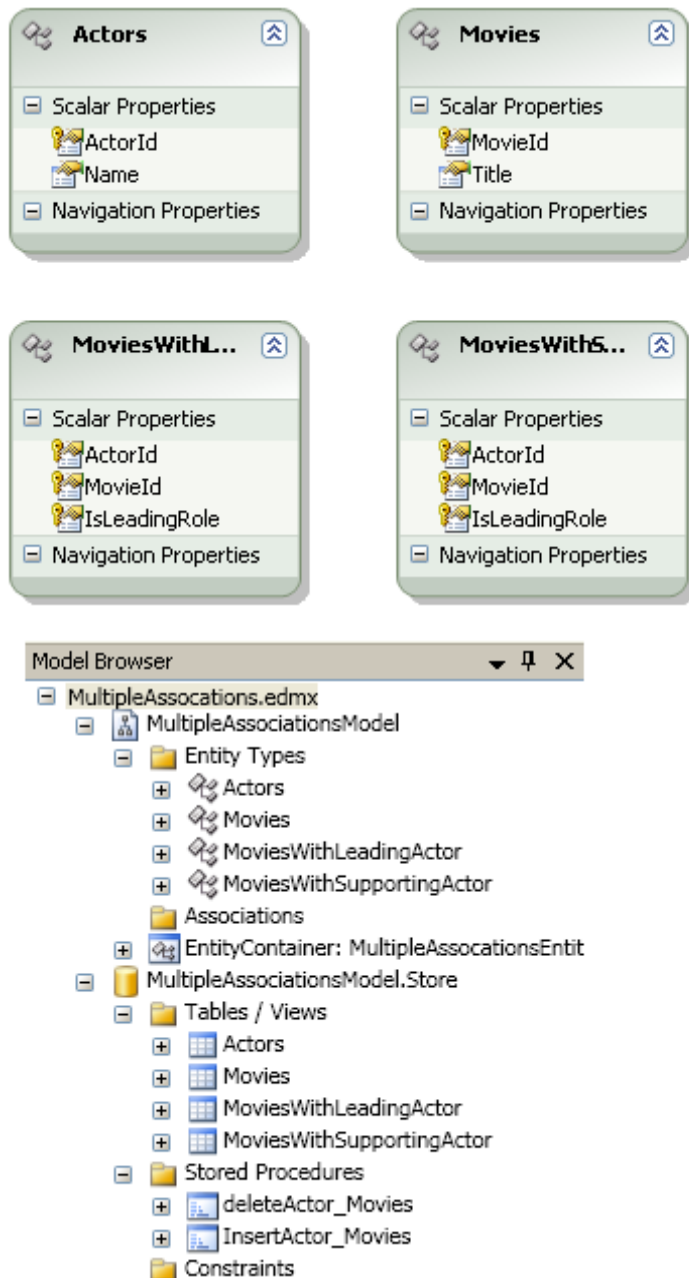 Actors
Scalar Properties
ActorId
Name
Navigation Properties
Movies
Scalar Properties
MovieId
Title
Navigation Properties
MoviesWithL...
Scalar Properties
ActorId
MovieId
IsLeadingRole
Navigation Properties
MoviesWithS...
Scalar Properties
ActorId
MovieId
IsLeadingRole
Navigation Properties
Model Browser
MultipleAssocations.edmx
MultipleAssociationsModel
Entity Types
Actors
Movies
MoviesWithLeadingActor
MoviesWithSupportingActor
Associations
EntityContainer: MultipleAssocationsEntit
MultipleAssociationsModel.Store
Tables / Views
Actors
Movies
MoviesWithLeadingActor
MoviesWithSupportingActor
Stored Procedures
deleteActor_Movies
InsertActor_Movies
Constraints